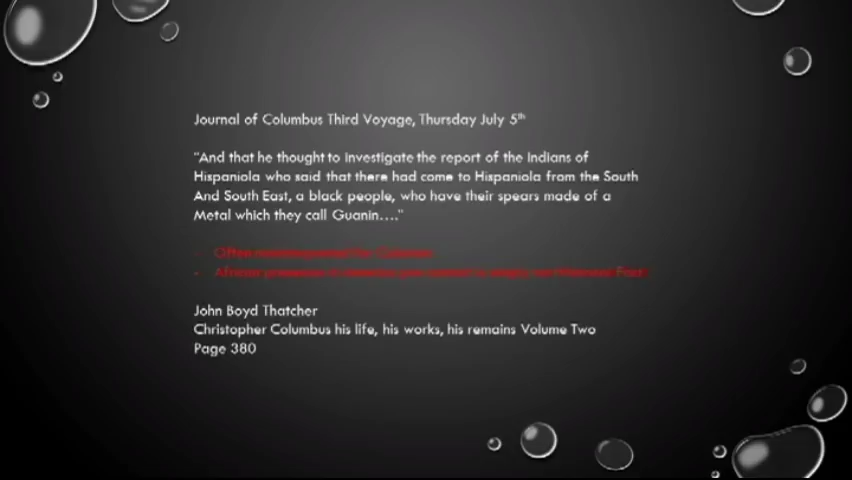 Journal of Columbus Third Voyage, Thursday July 5th
"And that he thought to investigate the report of the Indians of
Hispaniola who said that there had come to Hispaniola from the South
And South East, a black people, who have their spears made of a
Metal which they call Guanin...."
- Often
- African
John Boyd Thatcher
Christopher Columbus his life, his works, his remains Volume Two
Page 380